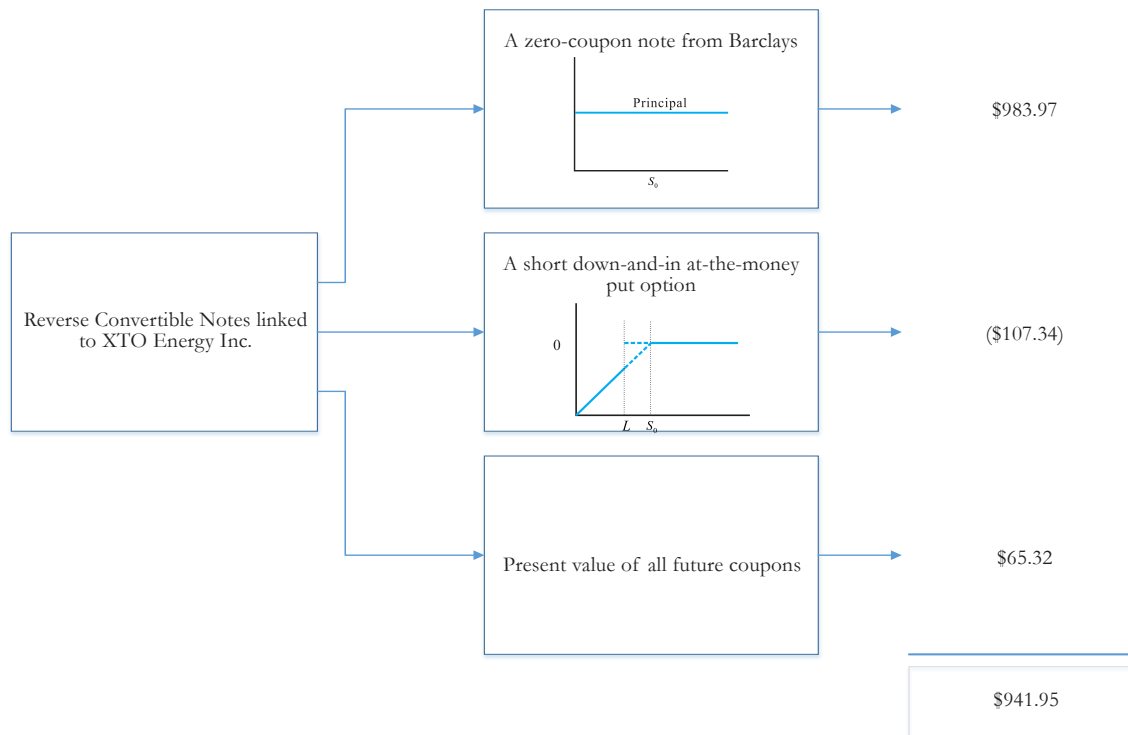 A zero-coupon note from Barclays
Principal
S₀
$983.97
Reverse Convertible Notes linked
to XTO Energy Inc.
A short down-and-in at-the-money
put option
0
L
S₀
($107.34)
Present value of all future coupons
$65.32
$941.95